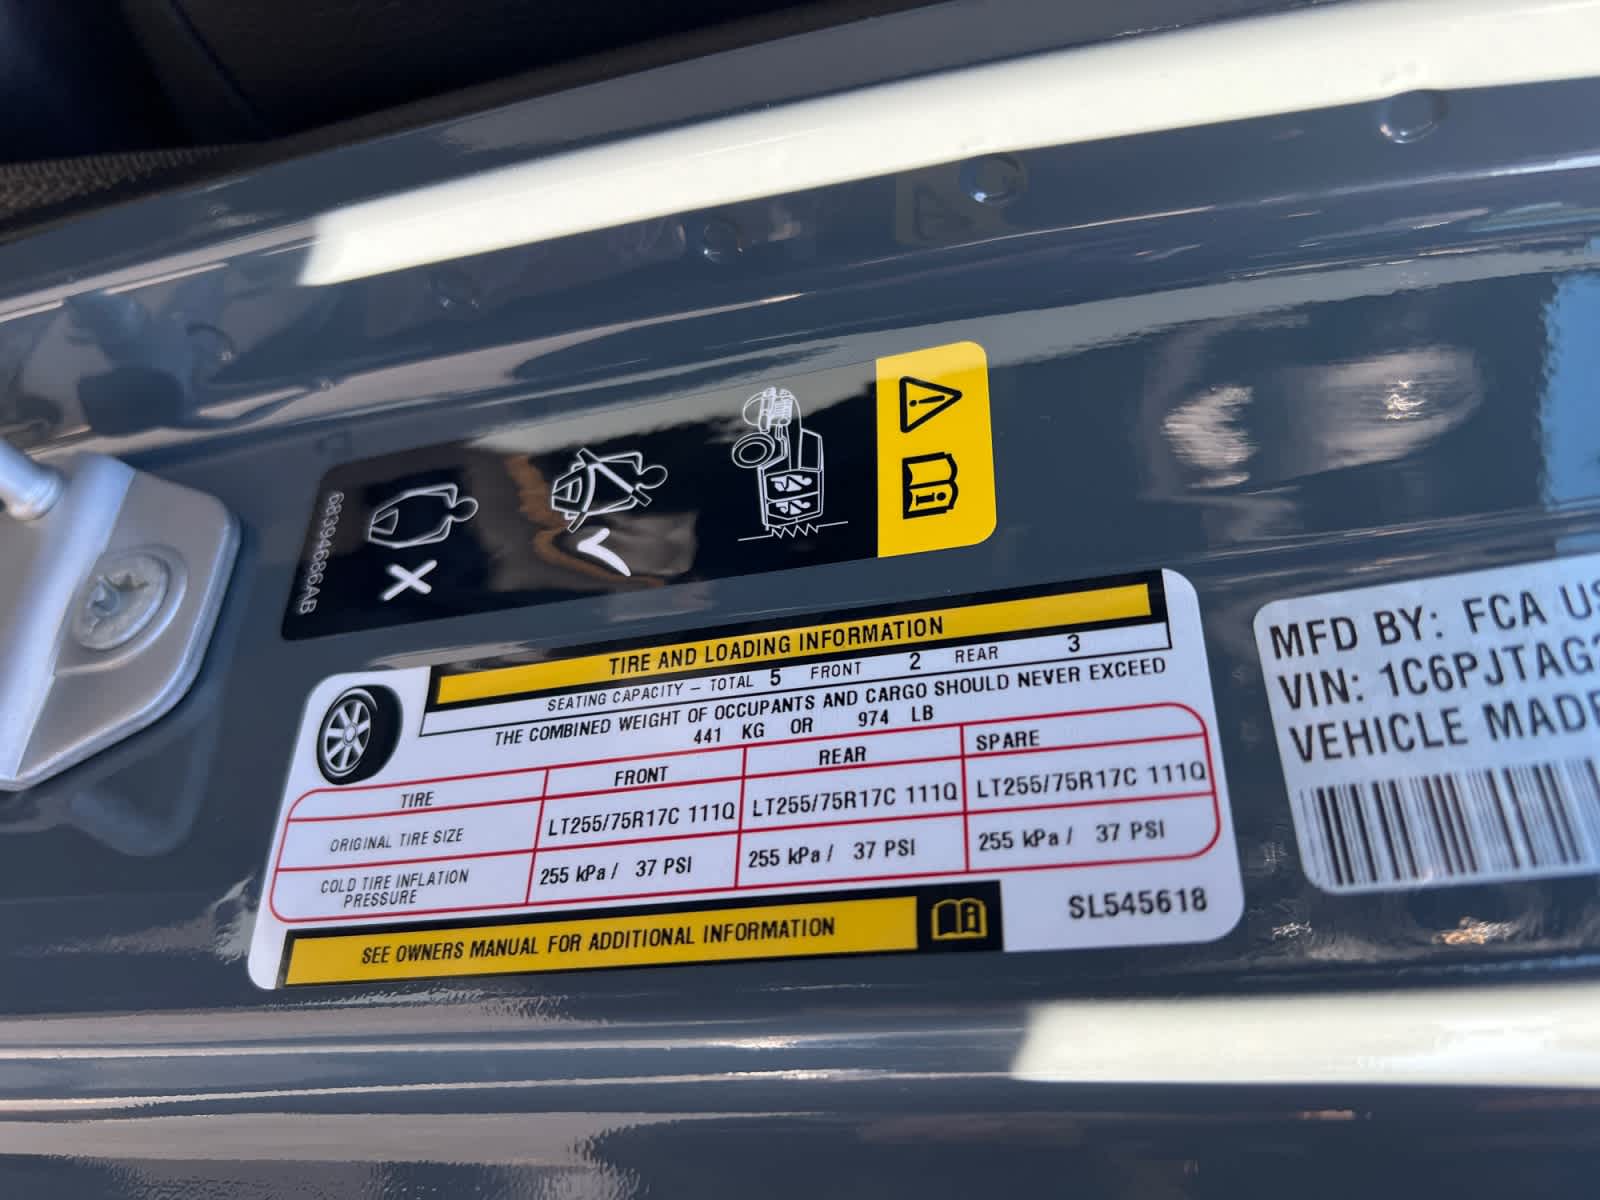 68394686AB
TIRE AND LOADING INFORMATION
SEATING CAPACITY – TOTAL 5 FRONT 2 REAR 3
THE COMBINED WEIGHT OF OCCUPANTS AND CARGO SHOULD NEVER EXCEED
441 KG OR 974 LB
TIRE FRONT REAR SPARE
ORIGINAL TIRE SIZE LT255/75R17C 111Q LT255/75R17C 111Q LT255/75R17C 111Q
COLD TIRE INFLATION PRESSURE 255 kPa / 37 PSI 255 kPa / 37 PSI 255 kPa / 37 PSI
SEE OWNERS MANUAL FOR ADDITIONAL INFORMATION
SL545618
MFD BY: FCA US
VIN: 1C6PJTAG
VEHICLE MADE